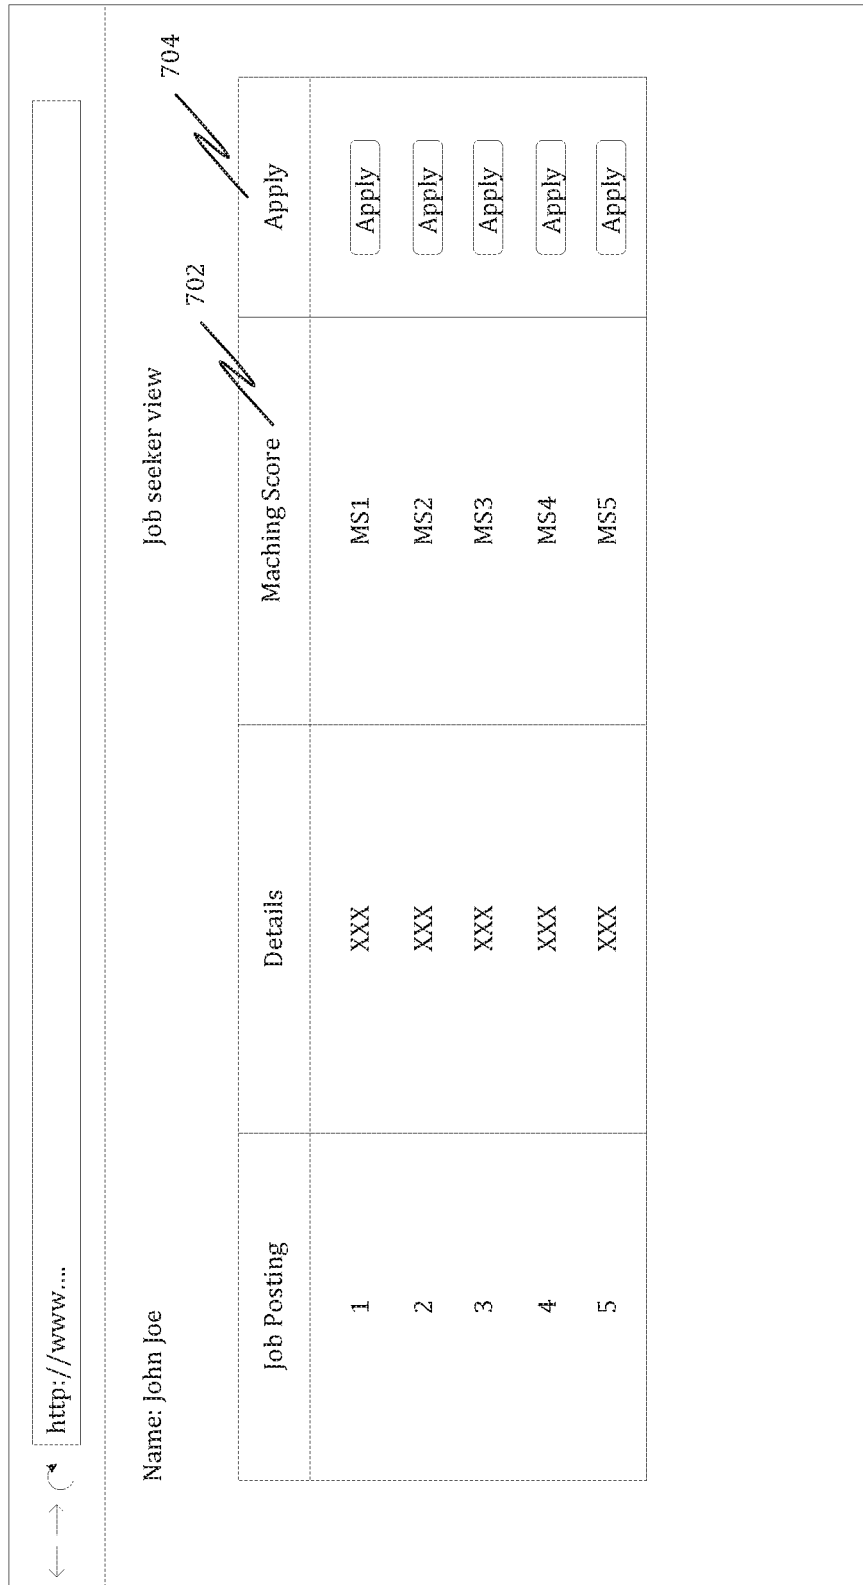 http://www....
Name: John Joe
Job seeker view
702
704
Job Posting Details Maching Score Apply
1 XXX MS1 Apply
2 XXX MS2 Apply
3 XXX MS3 Apply
4 XXX MS4 Apply
5 XXX MS5 Apply